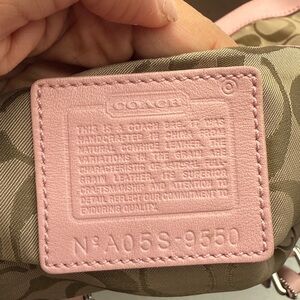 COACH
THIS IS A COACH BAG. IT WAS
HANDCRAFTED IN CHINA FROM
NATURAL COWHIDE LEATHER. THE
VARIATIONS IN THE GRAIN ARE
CHARACTERISTIC OF FULL-
GRAIN LEATHER. ITS SUPERIOR
CRAFTSMANSHIP AND ATTENTION TO
DETAIL REFLECT OUR COMMITMENT TO
ENDURING QUALITY.
Nº A05S-9550